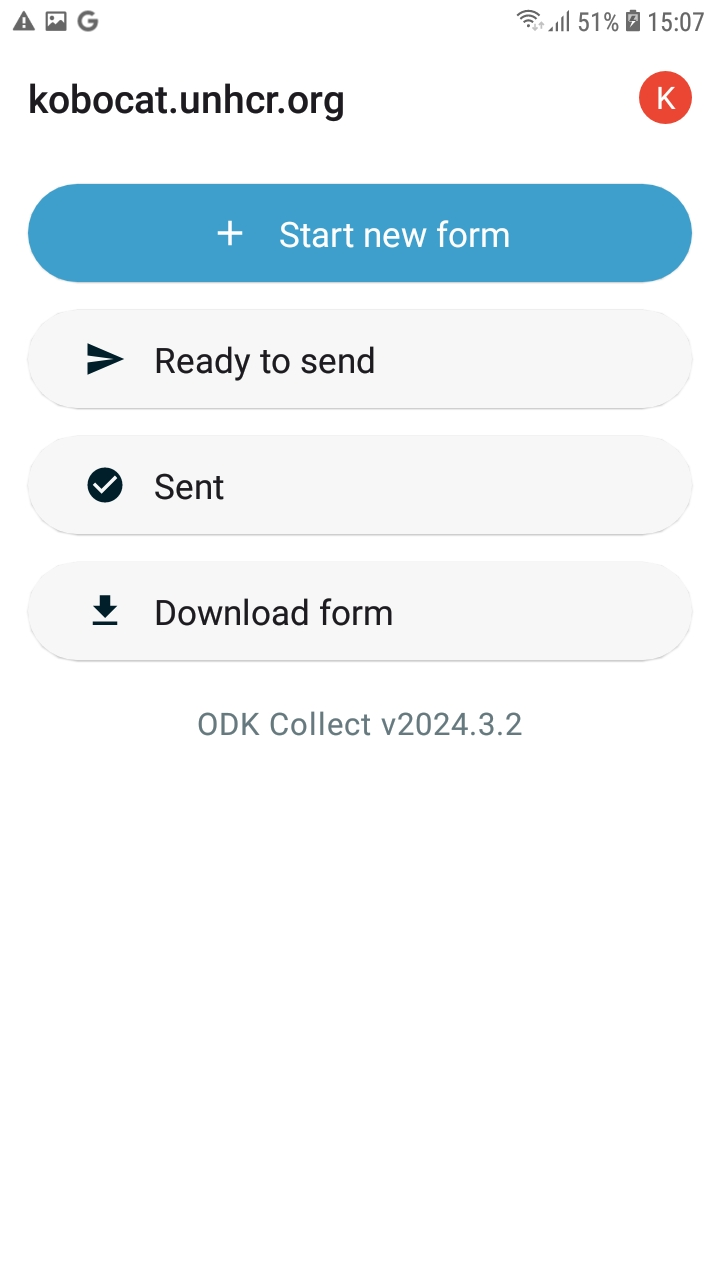 51% 15:07
kobocat.unhcr.org
K
+ Start new form
Ready to send
Sent
Download form
ODK Collect v2024.3.2